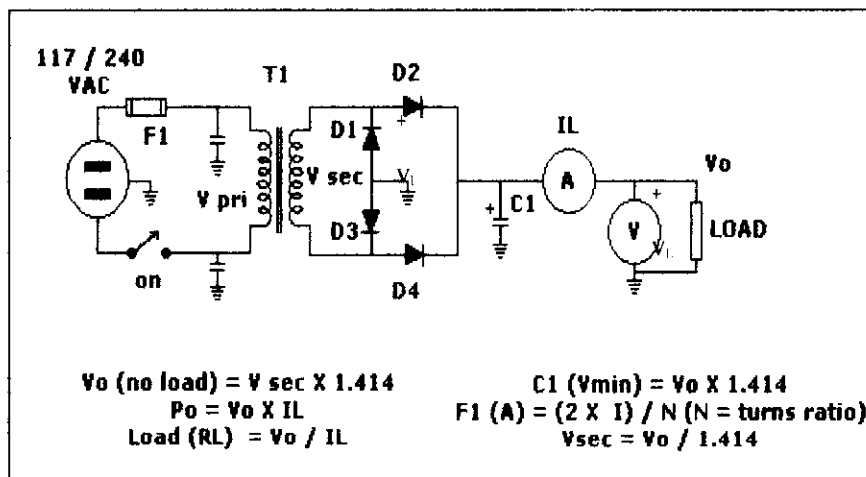 117 / 240
VAC
F1
T1
D2
D1
V sec
V pri
D3
on
D4
C1
IL
A
Vo
V
LOAD
Vo (no load) = V sec X 1.414
Po = Vo X IL
Load (RL) = Vo / IL
C1 (Vmin) = Vo X 1.414
F1 (A) = (2 X I) / N (N = turns ratio)
Vsec = Vo / 1.414